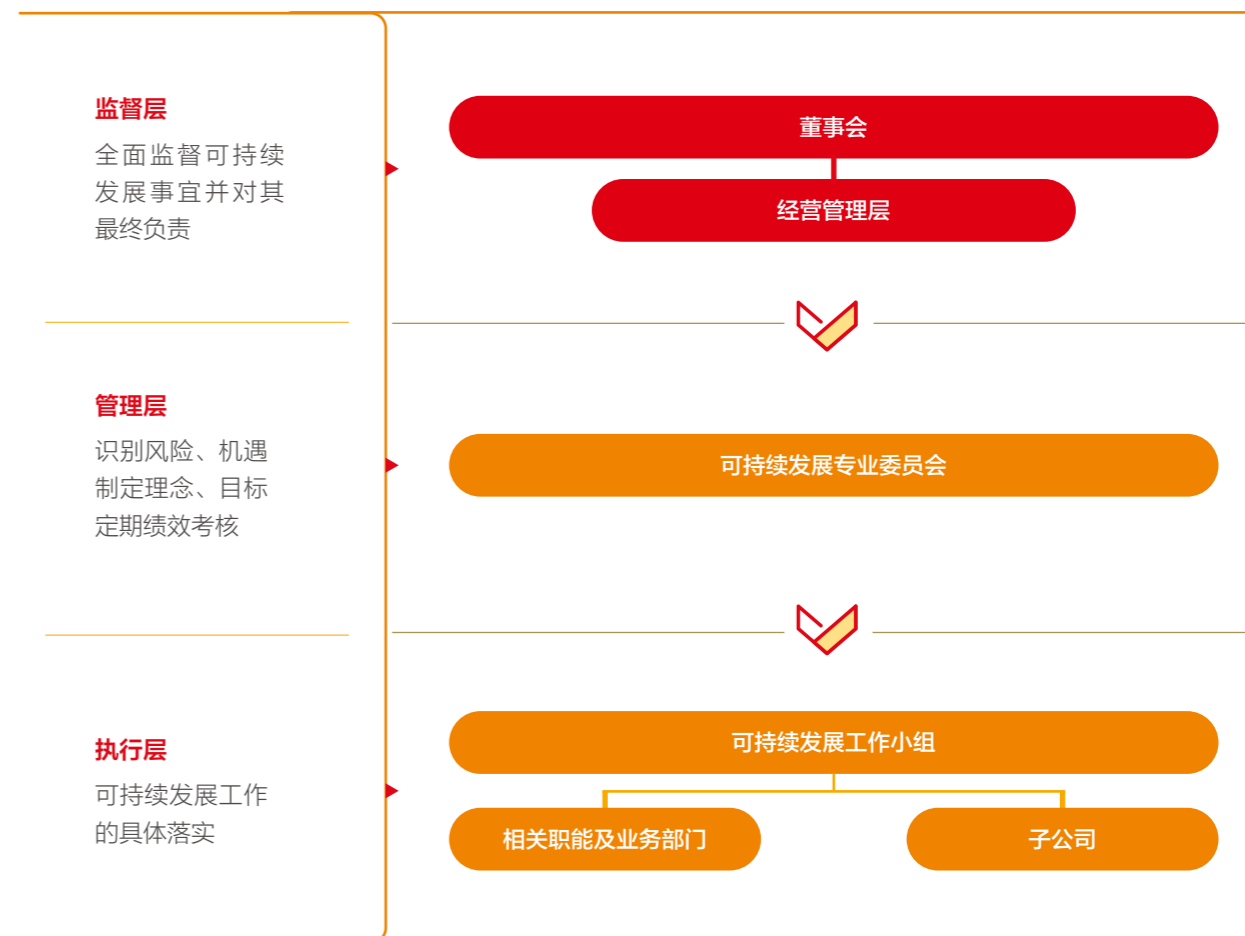 监督层
全面监督可持续
发展事宜并对其
最终负责
董事会
经营管理层
管理层
识别风险、机遇
制定理念、目标
定期绩效考核
可持续发展专业委员会
执行层
可持续发展工作
的具体落实
可持续发展工作小组
相关职能及业务部门
子公司